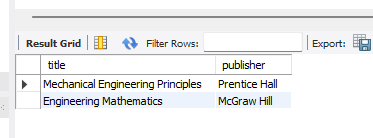 Result Grid Filter Rows: Export:
title publisher
Mechanical Engineering Principles Prentice Hall
Engineering Mathematics McGraw Hill